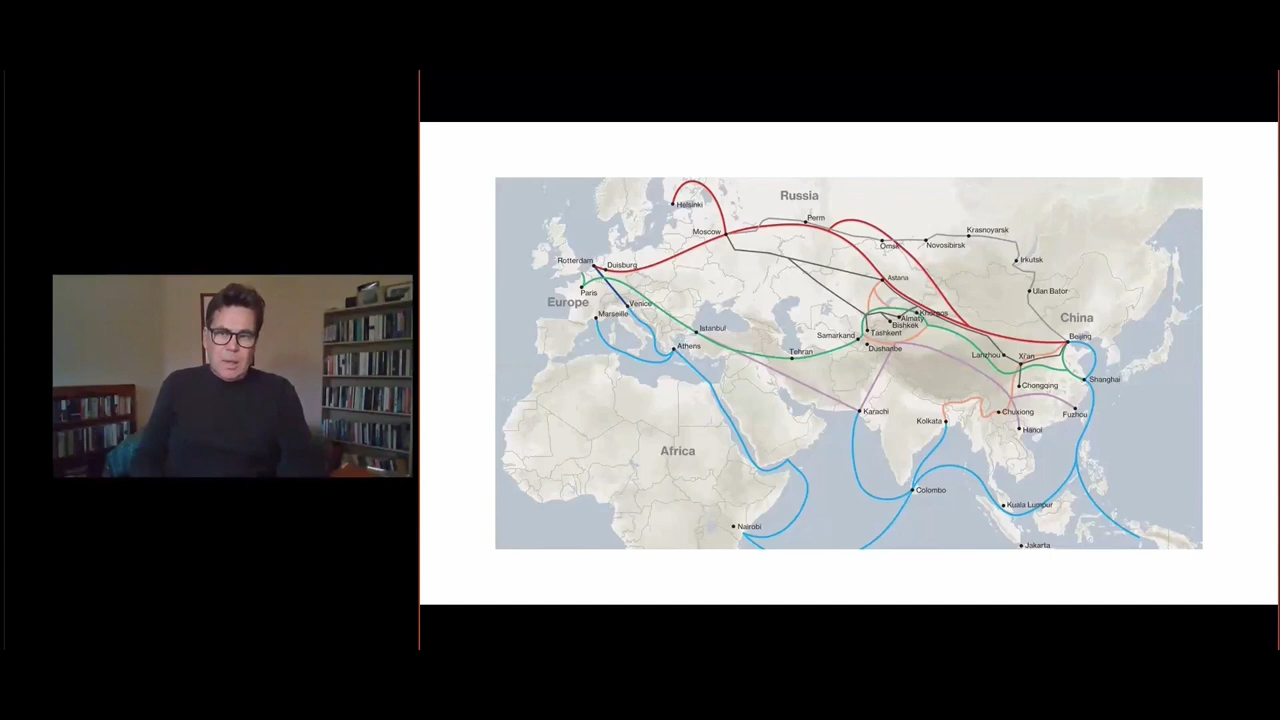 Russia
Helsinki
Perm
Moscow
Krasnoyarsk
Omsk
Novosibirsk
Rotterdam
Duisburg
Irkutsk
Astana
Paris
Ulan Bator
Europe
Venice
Marseille
Khorgos
China
Almaty
Bishkek
Istanbul
Tashkent
Samarkand
Beijing
Athens
Dushanbe
Tehran
Lanzhou
Xi'an
Shanghai
Chongqing
Karachi
Chuxiong
Fuzhou
Kolkata
Hanoi
Africa
Colombo
Kuala Lumpur
Nairobi
Jakarta